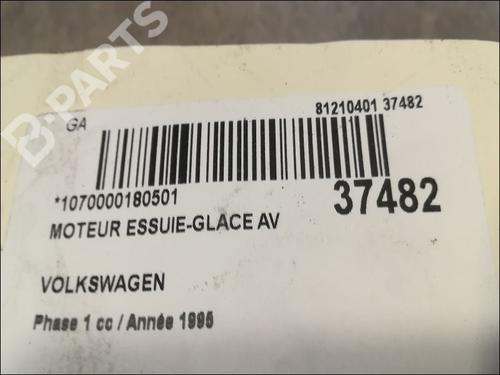 B-PARTS
GA
81210401 37482
*1070000180501
37482
MOTEUR ESSUIE-GLACE AV
VOLKSWAGEN
Phase 1 cc / Année 1995